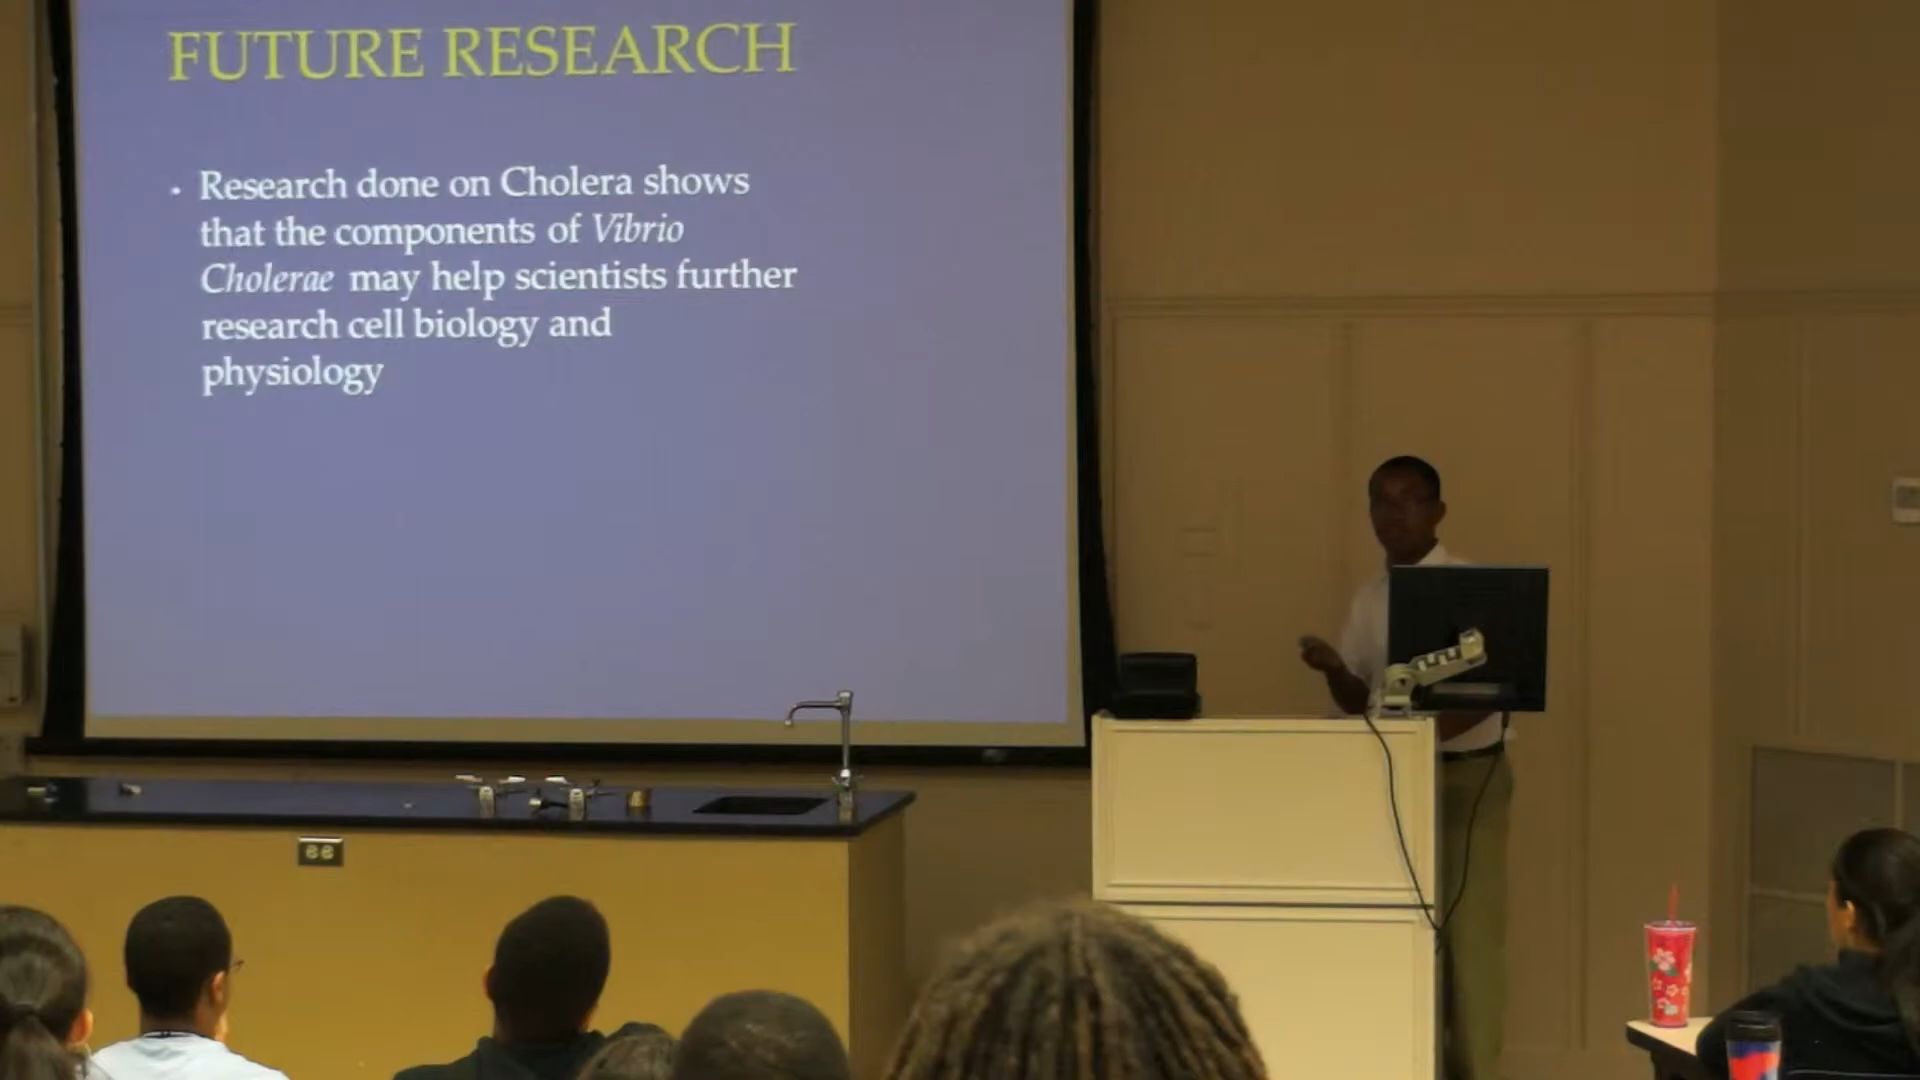 FUTURE RESEARCH
• Research done on Cholera shows
that the components of Vibrio
Cholerae may help scientists further
research cell biology and
physiology